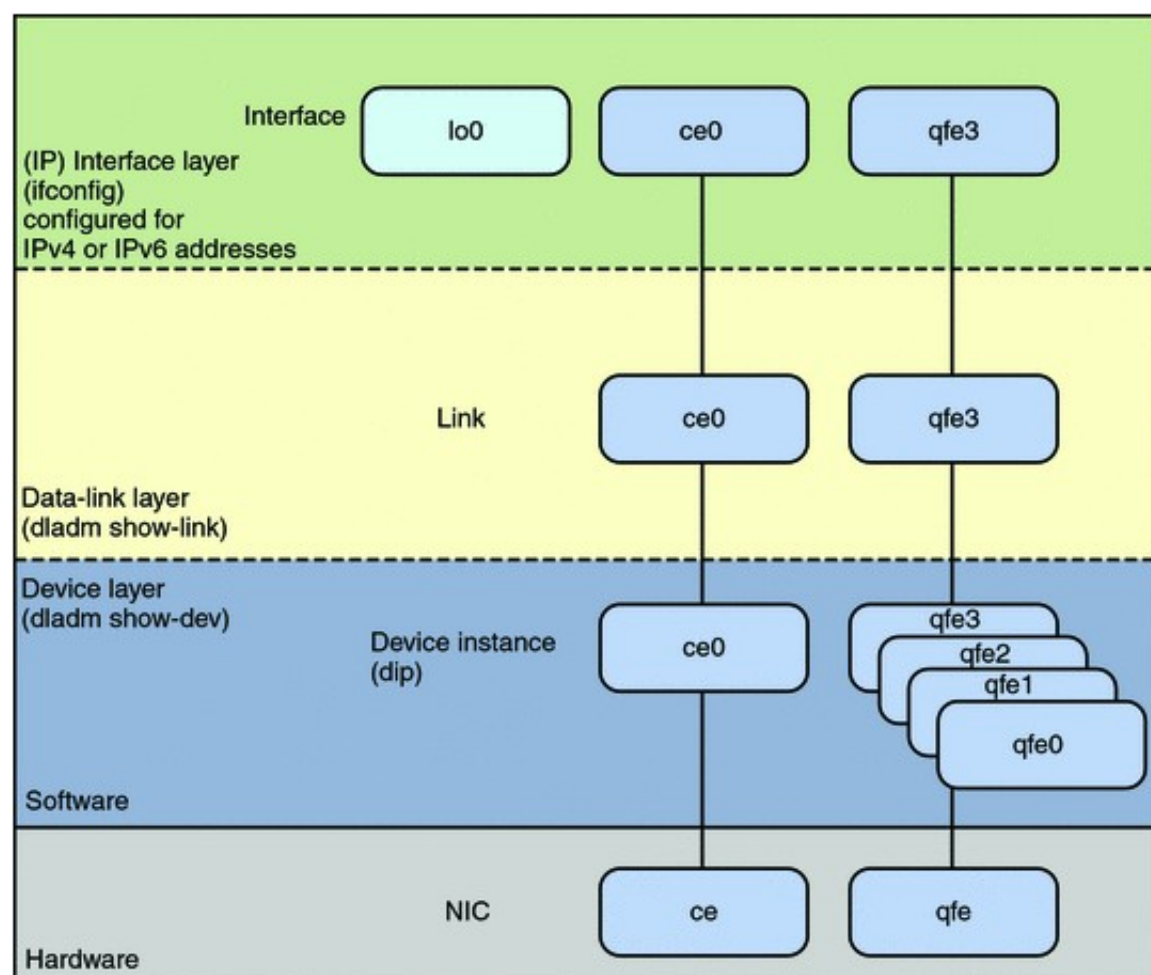 Interface
lo0
ce0
qfe3
(IP) Interface layer
(ifconfig)
configured for
IPv4 or IPv6 addresses
Link
ce0
qfe3
Data-link layer
(dladm show-link)
Device layer
(dladm show-dev)
Device instance
(dip)
ce0
qfe3
qfe2
qfe1
qfe0
Software
NIC
ce
qfe
Hardware